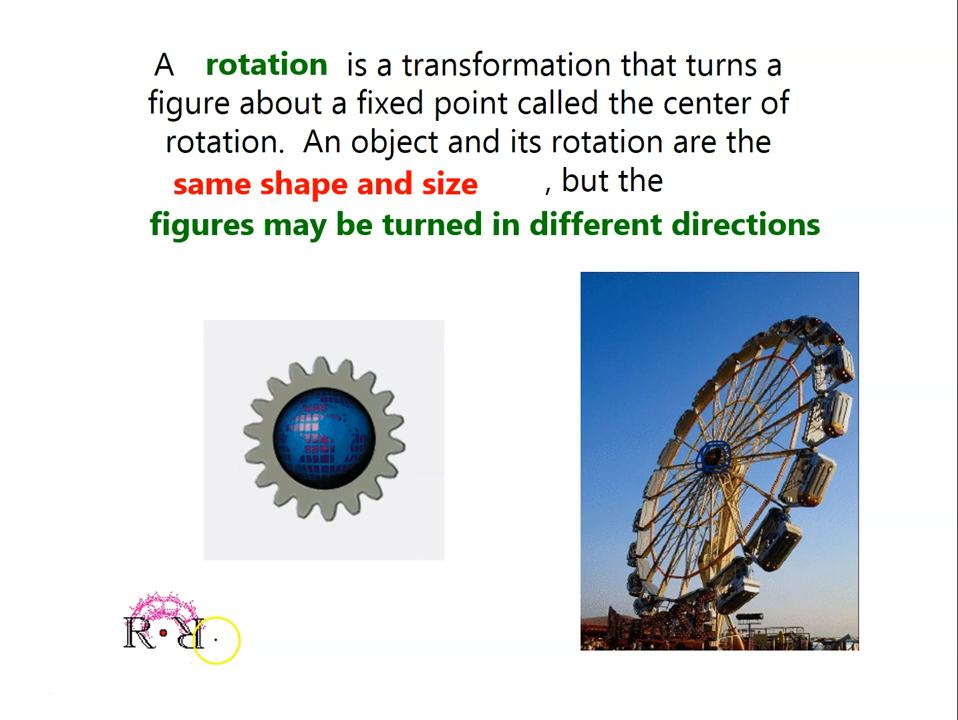 A rotation is a transformation that turns a
figure about a fixed point called the center of
rotation. An object and its rotation are the
same shape and size , but the
figures may be turned in different directions
R R